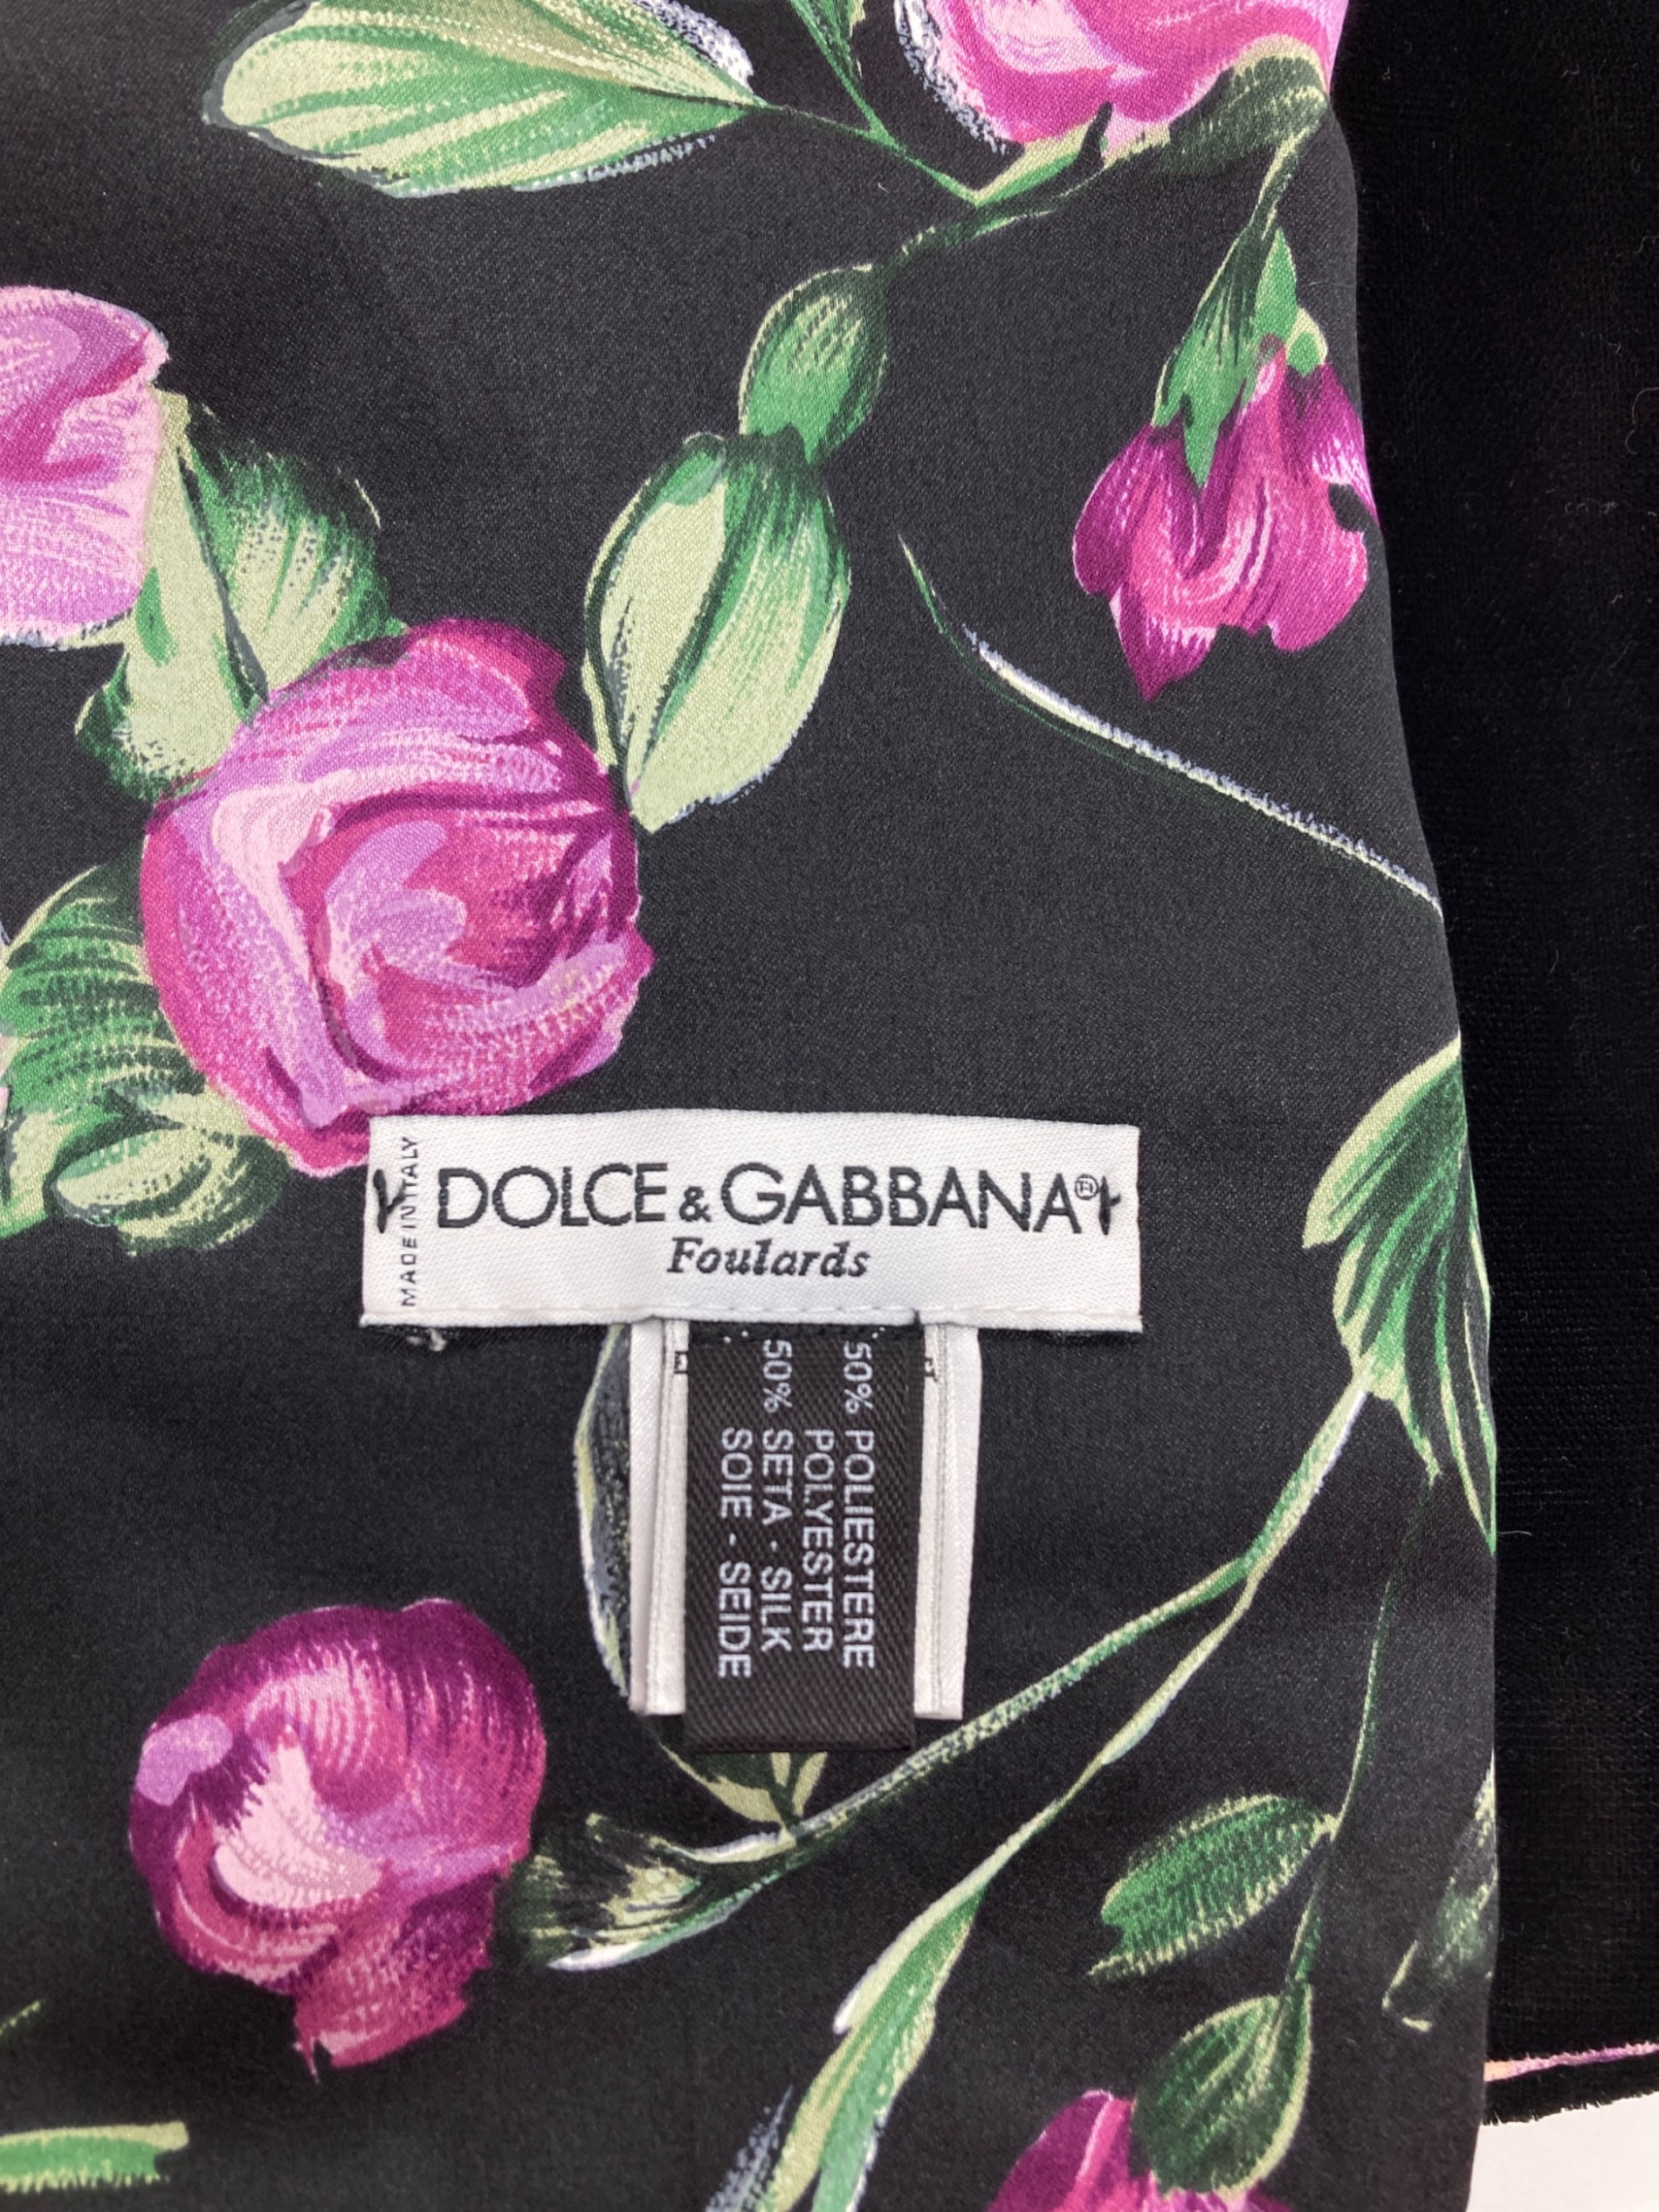 MADE IN ITALY
DOLCE & GABBANA®
Foulards
50% POLIESTERE
POLYESTER
50% SETA - SILK
SOIE - SEIDE